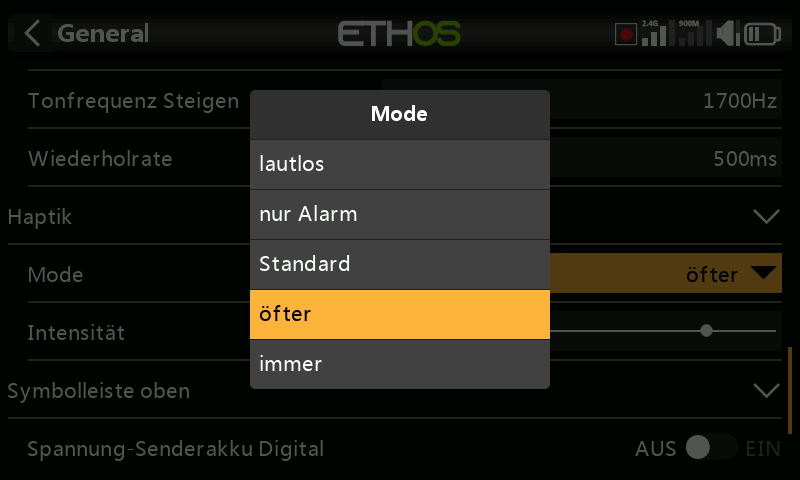 General
ETHOS
2.4G
900M
Tonfrequenz Steigen
1700Hz
Wiederholrate
500ms
Haptik
Mode
öfter
Intensität
Symbolleiste oben
Spannung-Senderakku Digital
AUS
EIN
Mode
lautlos
nur Alarm
Standard
öfter
immer